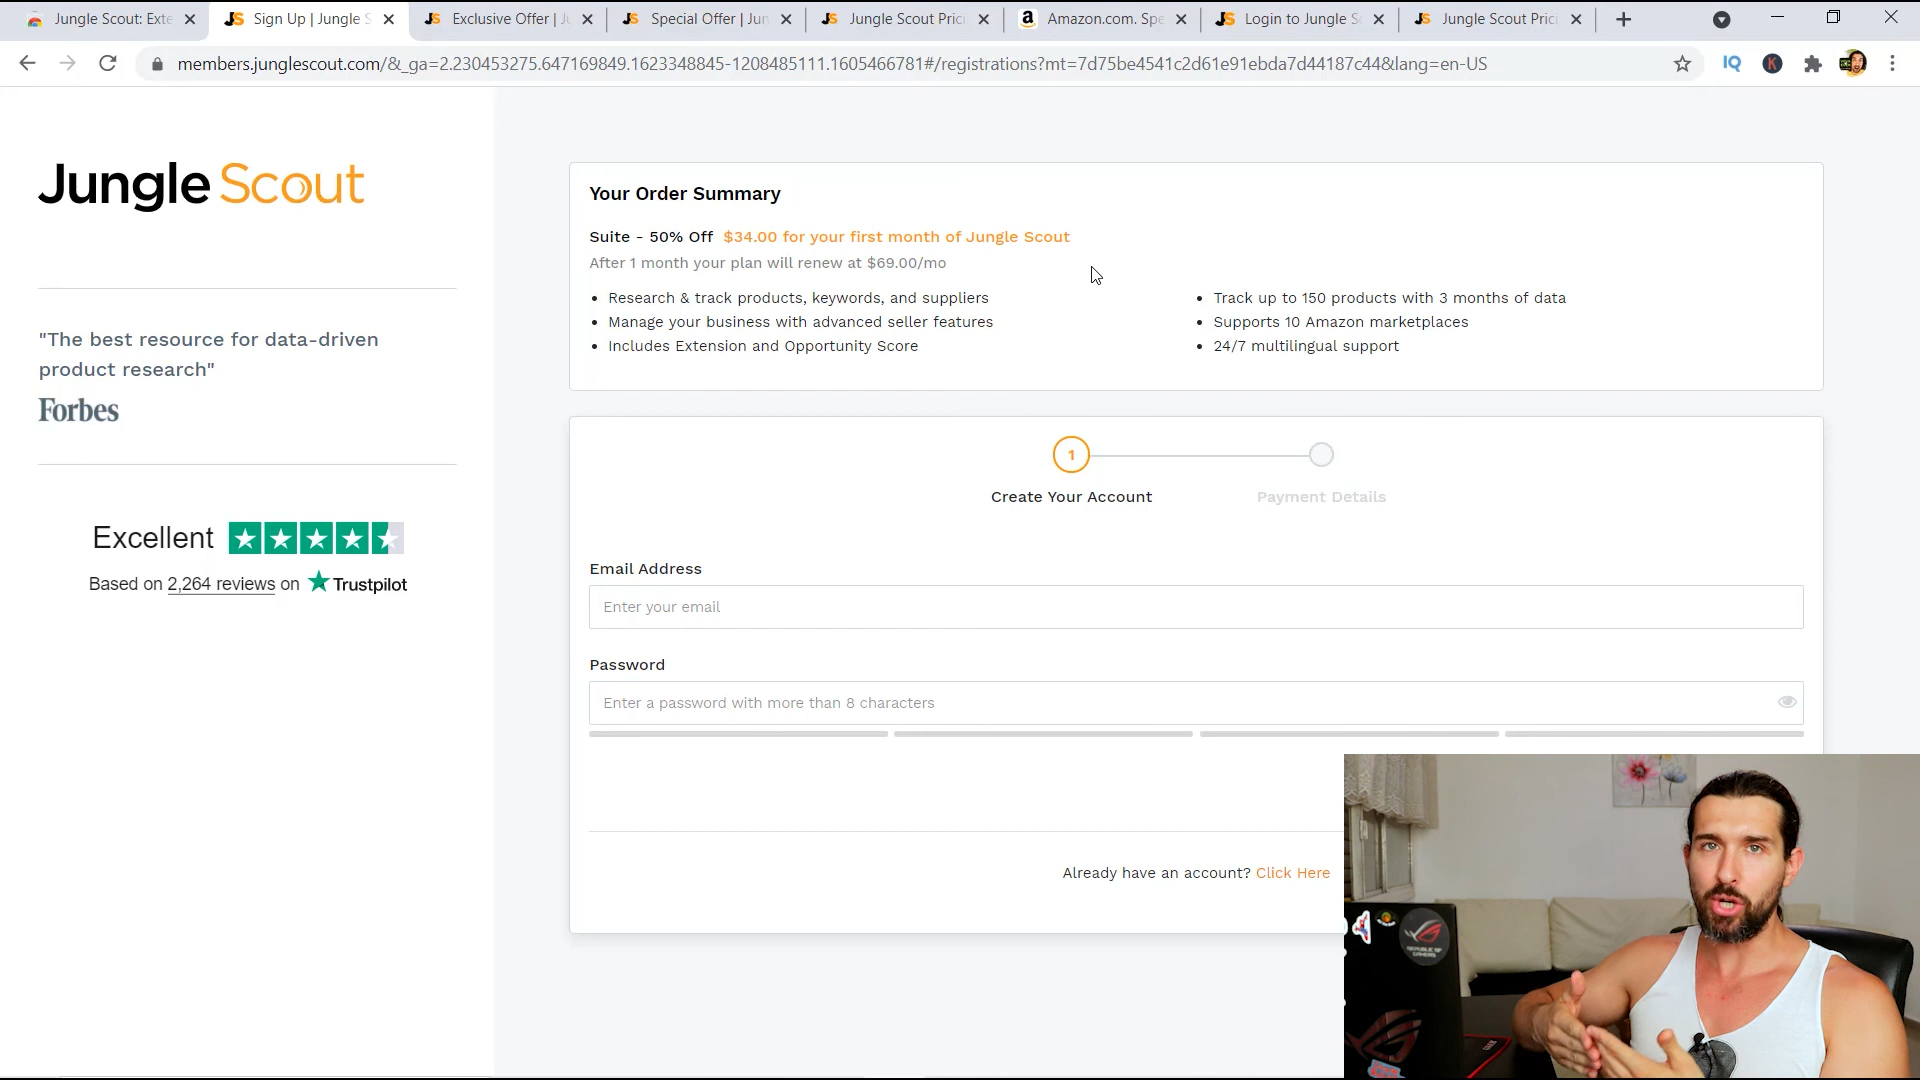 Jungle Scout: Exte
Sign Up | Jungle S
Exclusive Offer | Ju
Special Offer | Jun
Jungle Scout Prici
Amazon.com. Spe
Login to Jungle Sc
Jungle Scout Prici
members.junglescout.com/&_ga=2.230453275.647169849.1623348845-1208485111.1605466781#/registrations?mt=7d75be4541c2d61e91ebda7d44187c44&lang=en-US
IQ
K
Jungle Scout
"The best resource for data-driven
product research"
Forbes
Excellent
Based on 2,264 reviews on Trustpilot
Your Order Summary
Suite - 50% Off $34.00 for your first month of Jungle Scout
After 1 month your plan will renew at $69.00/mo
Research & track products, keywords, and suppliers
Manage your business with advanced seller features
Includes Extension and Opportunity Score
Track up to 150 products with 3 months of data
Supports 10 Amazon marketplaces
24/7 multilingual support
1
Create Your Account
Payment Details
Email Address
Enter your email
Password
Enter a password with more than 8 characters
Already have an account? Click Here
REPUBLIC OF
GAMERS